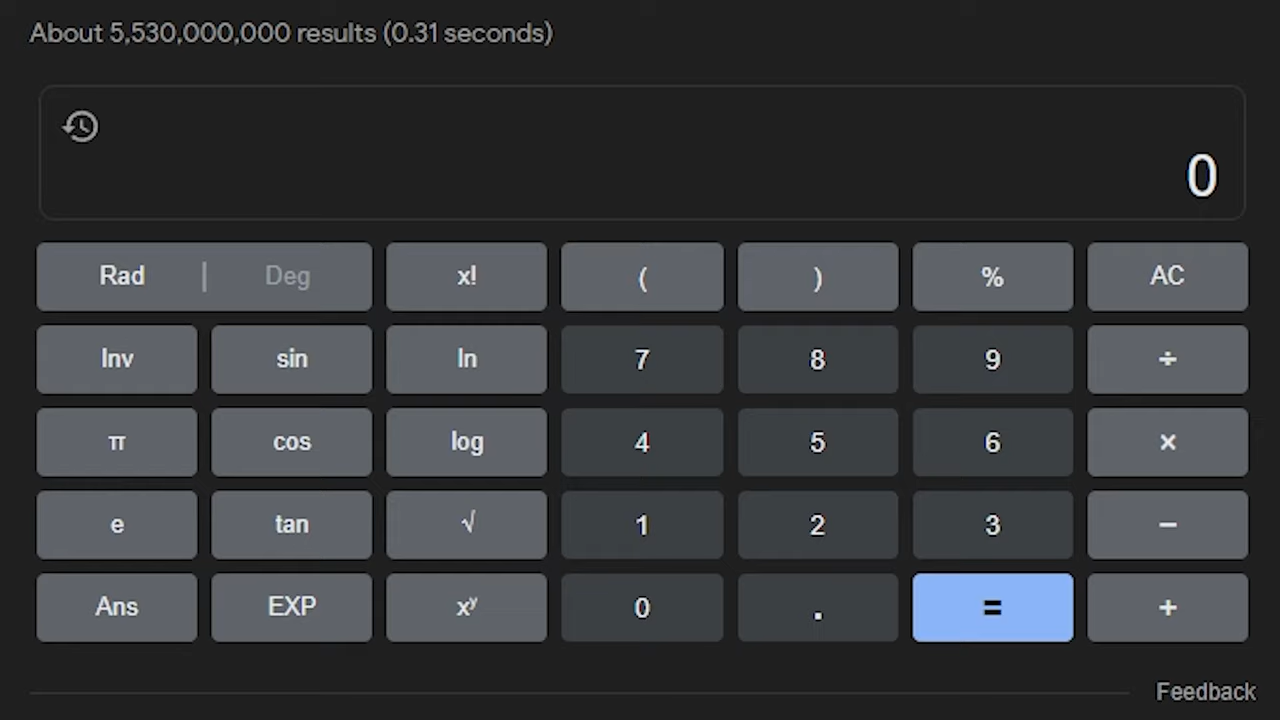 About 5,530,000,000 results (0.31 seconds)
0
Rad | Deg x! ( ) % AC
Inv sin ln 7 8 9 ÷
π cos log 4 5 6 ×
e tan √ 1 2 3 −
Ans EXP xʸ 0 . = +
Feedback